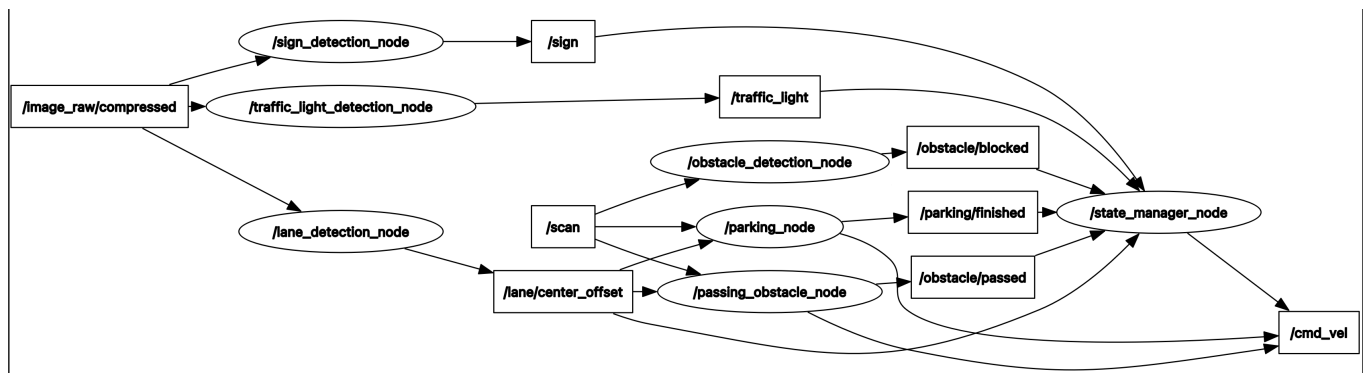 /sign_detection_node
/sign
/image_raw/compressed
/traffic_light_detection_node
/traffic_light
/obstacle_detection_node
/obstacle/blocked
/lane_detection_node
/scan
/parking_node
/parking/finished
/state_manager_node
/lane/center_offset
/passing_obstacle_node
/obstacle/passed
/cmd_vel